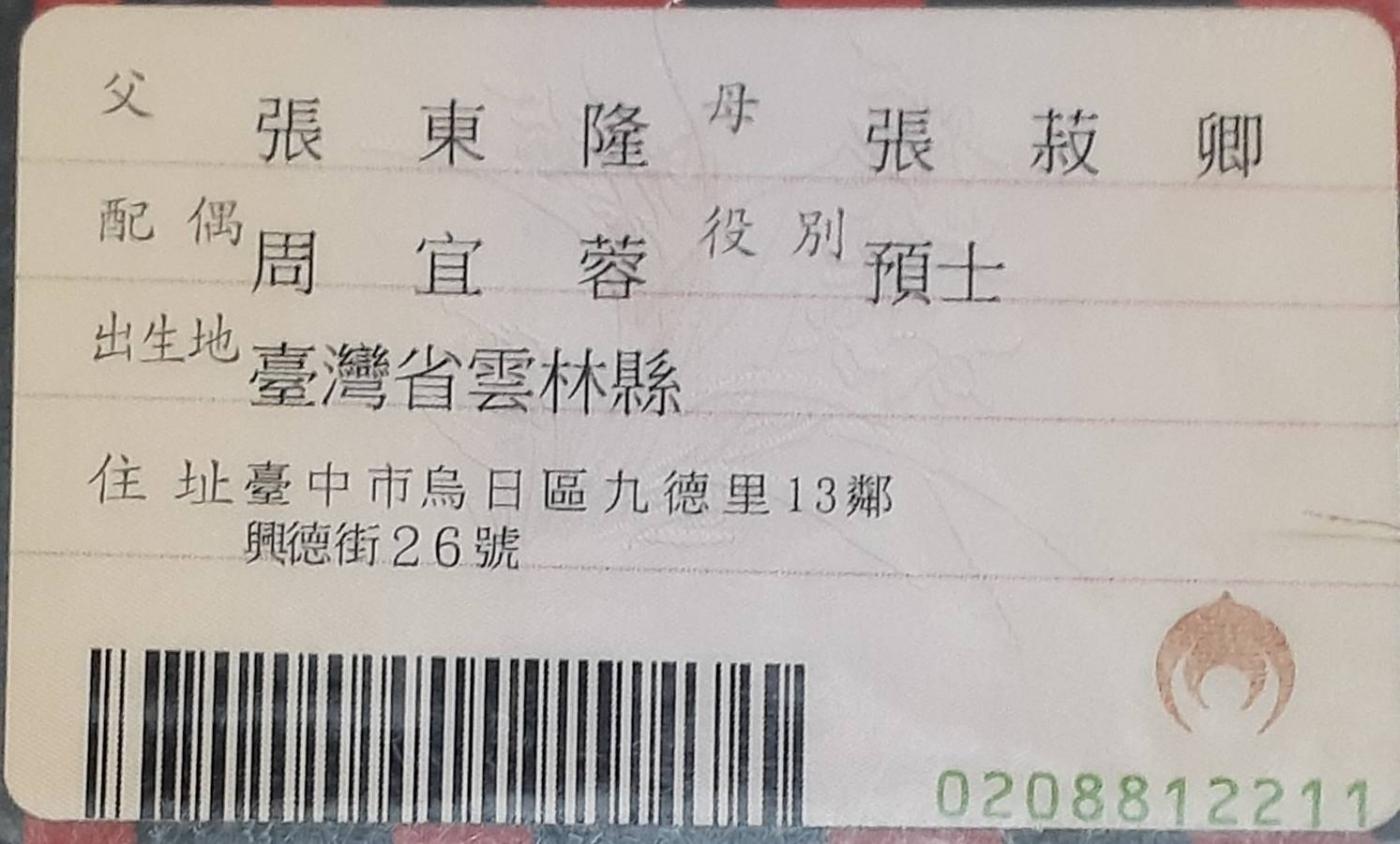 父 張東隆 母 張菽卿
配偶 周宜蓉 役別 預士
出生地 臺灣省雲林縣
住址 臺中市烏日區九德里13鄰
興德街26號
0208812211